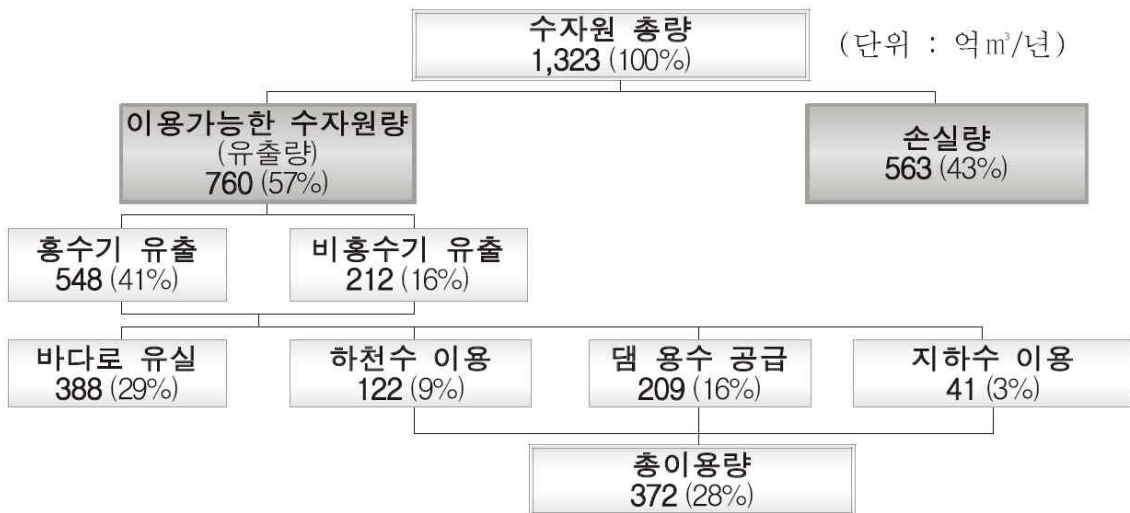 수자원 총량
1,323 (100%)
(단위 : 억㎥/년)
이용가능한 수자원량
(유출량)
760 (57%)
손실량
563 (43%)
홍수기 유출
548 (41%)
비홍수기 유출
212 (16%)
바다로 유실
388 (29%)
하천수 이용
122 (9%)
댐 용수 공급
209 (16%)
지하수 이용
41 (3%)
총이용량
372 (28%)